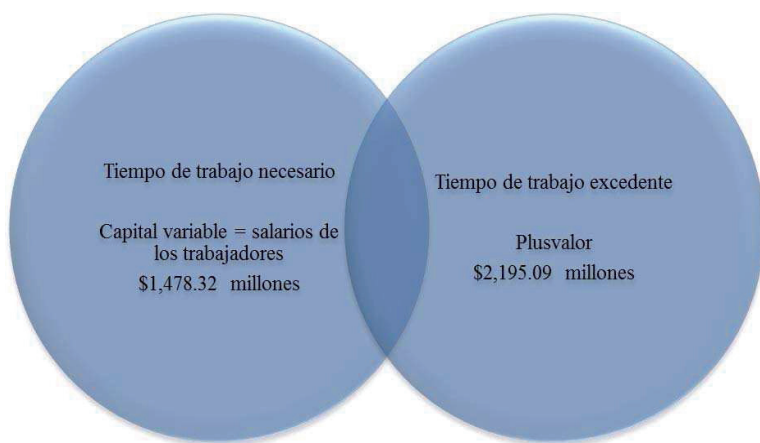 Tiempo de trabajo necesario
Capital variable = salarios de
los trabajadores
$1,478.32 millones
Tiempo de trabajo excedente
Plusvalor
$2,195.09 millones